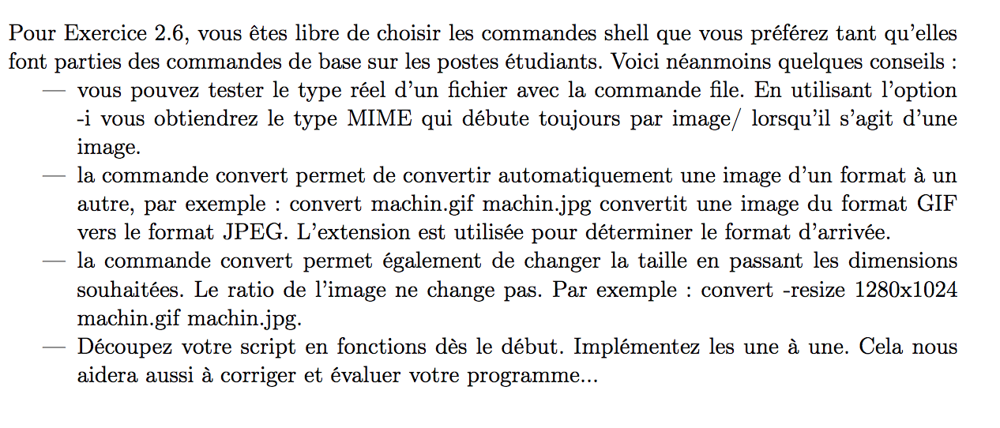 Pour Exercice 2.6, vous êtes libre de choisir les commandes shell que vous préférez tant qu'elles
font parties des commandes de base sur les postes étudiants. Voici néanmoins quelques conseils :
— vous pouvez tester le type réel d'un fichier avec la commande file. En utilisant l'option
-i vous obtiendrez le type MIME qui débute toujours par image/ lorsqu'il s'agit d'une
image.
— la commande convert permet de convertir automatiquement une image d'un format à un
autre, par exemple : convert machin.gif machin.jpg convertit une image du format GIF
vers le format JPEG. L'extension est utilisée pour déterminer le format d'arrivée.
— la commande convert permet également de changer la taille en passant les dimensions
souhaitées. Le ratio de l'image ne change pas. Par exemple : convert -resize 1280x1024
machin.gif machin.jpg.
— Découpez votre script en fonctions dès le début. Implémentez les une à une. Cela nous
aidera aussi à corriger et évaluer votre programme...